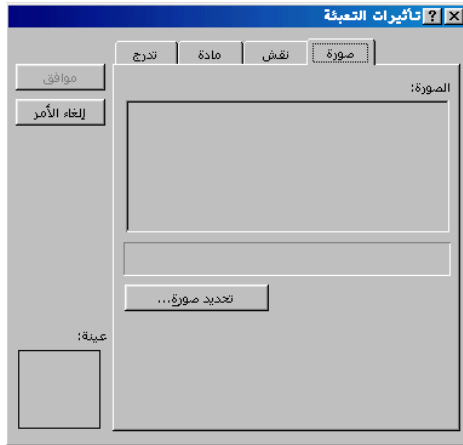 تأثيرات التعبئة
صورة نقش مادة تدرج
موافق
الصورة:
إلغاء الأمر
تحديد صورة...
عينة: